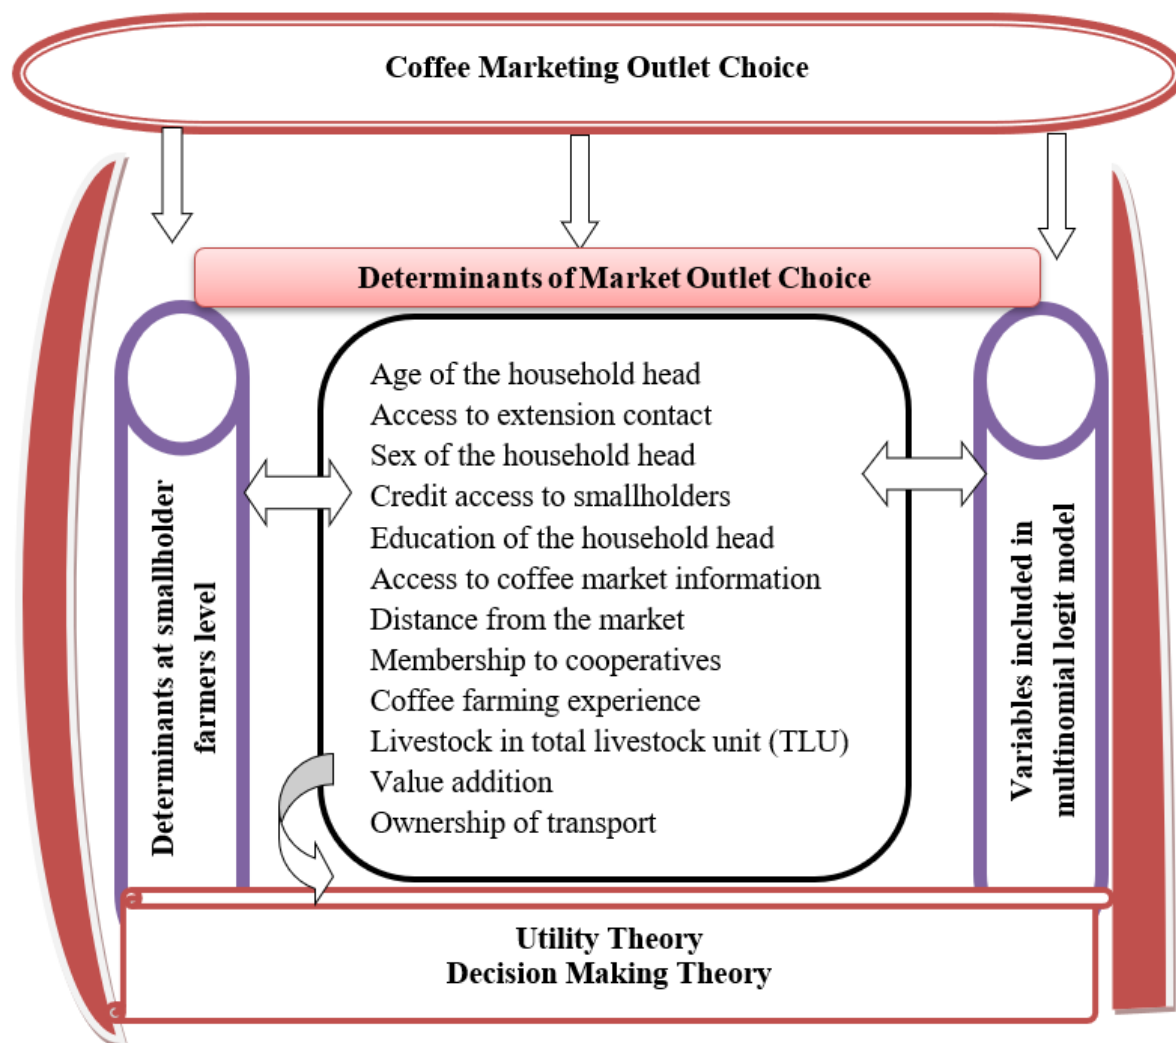 Coffee Marketing Outlet Choice
Determinants of Market Outlet Choice
Determinants at smallholder
farmers level
Age of the household head
Access to extension contact
Sex of the household head
Credit access to smallholders
Education of the household head
Access to coffee market information
Distance from the market
Membership to cooperatives
Coffee farming experience
Livestock in total livestock unit (TLU)
Value addition
Ownership of transport
Variables included in
multinomial logit model
Utility Theory
Decision Making Theory